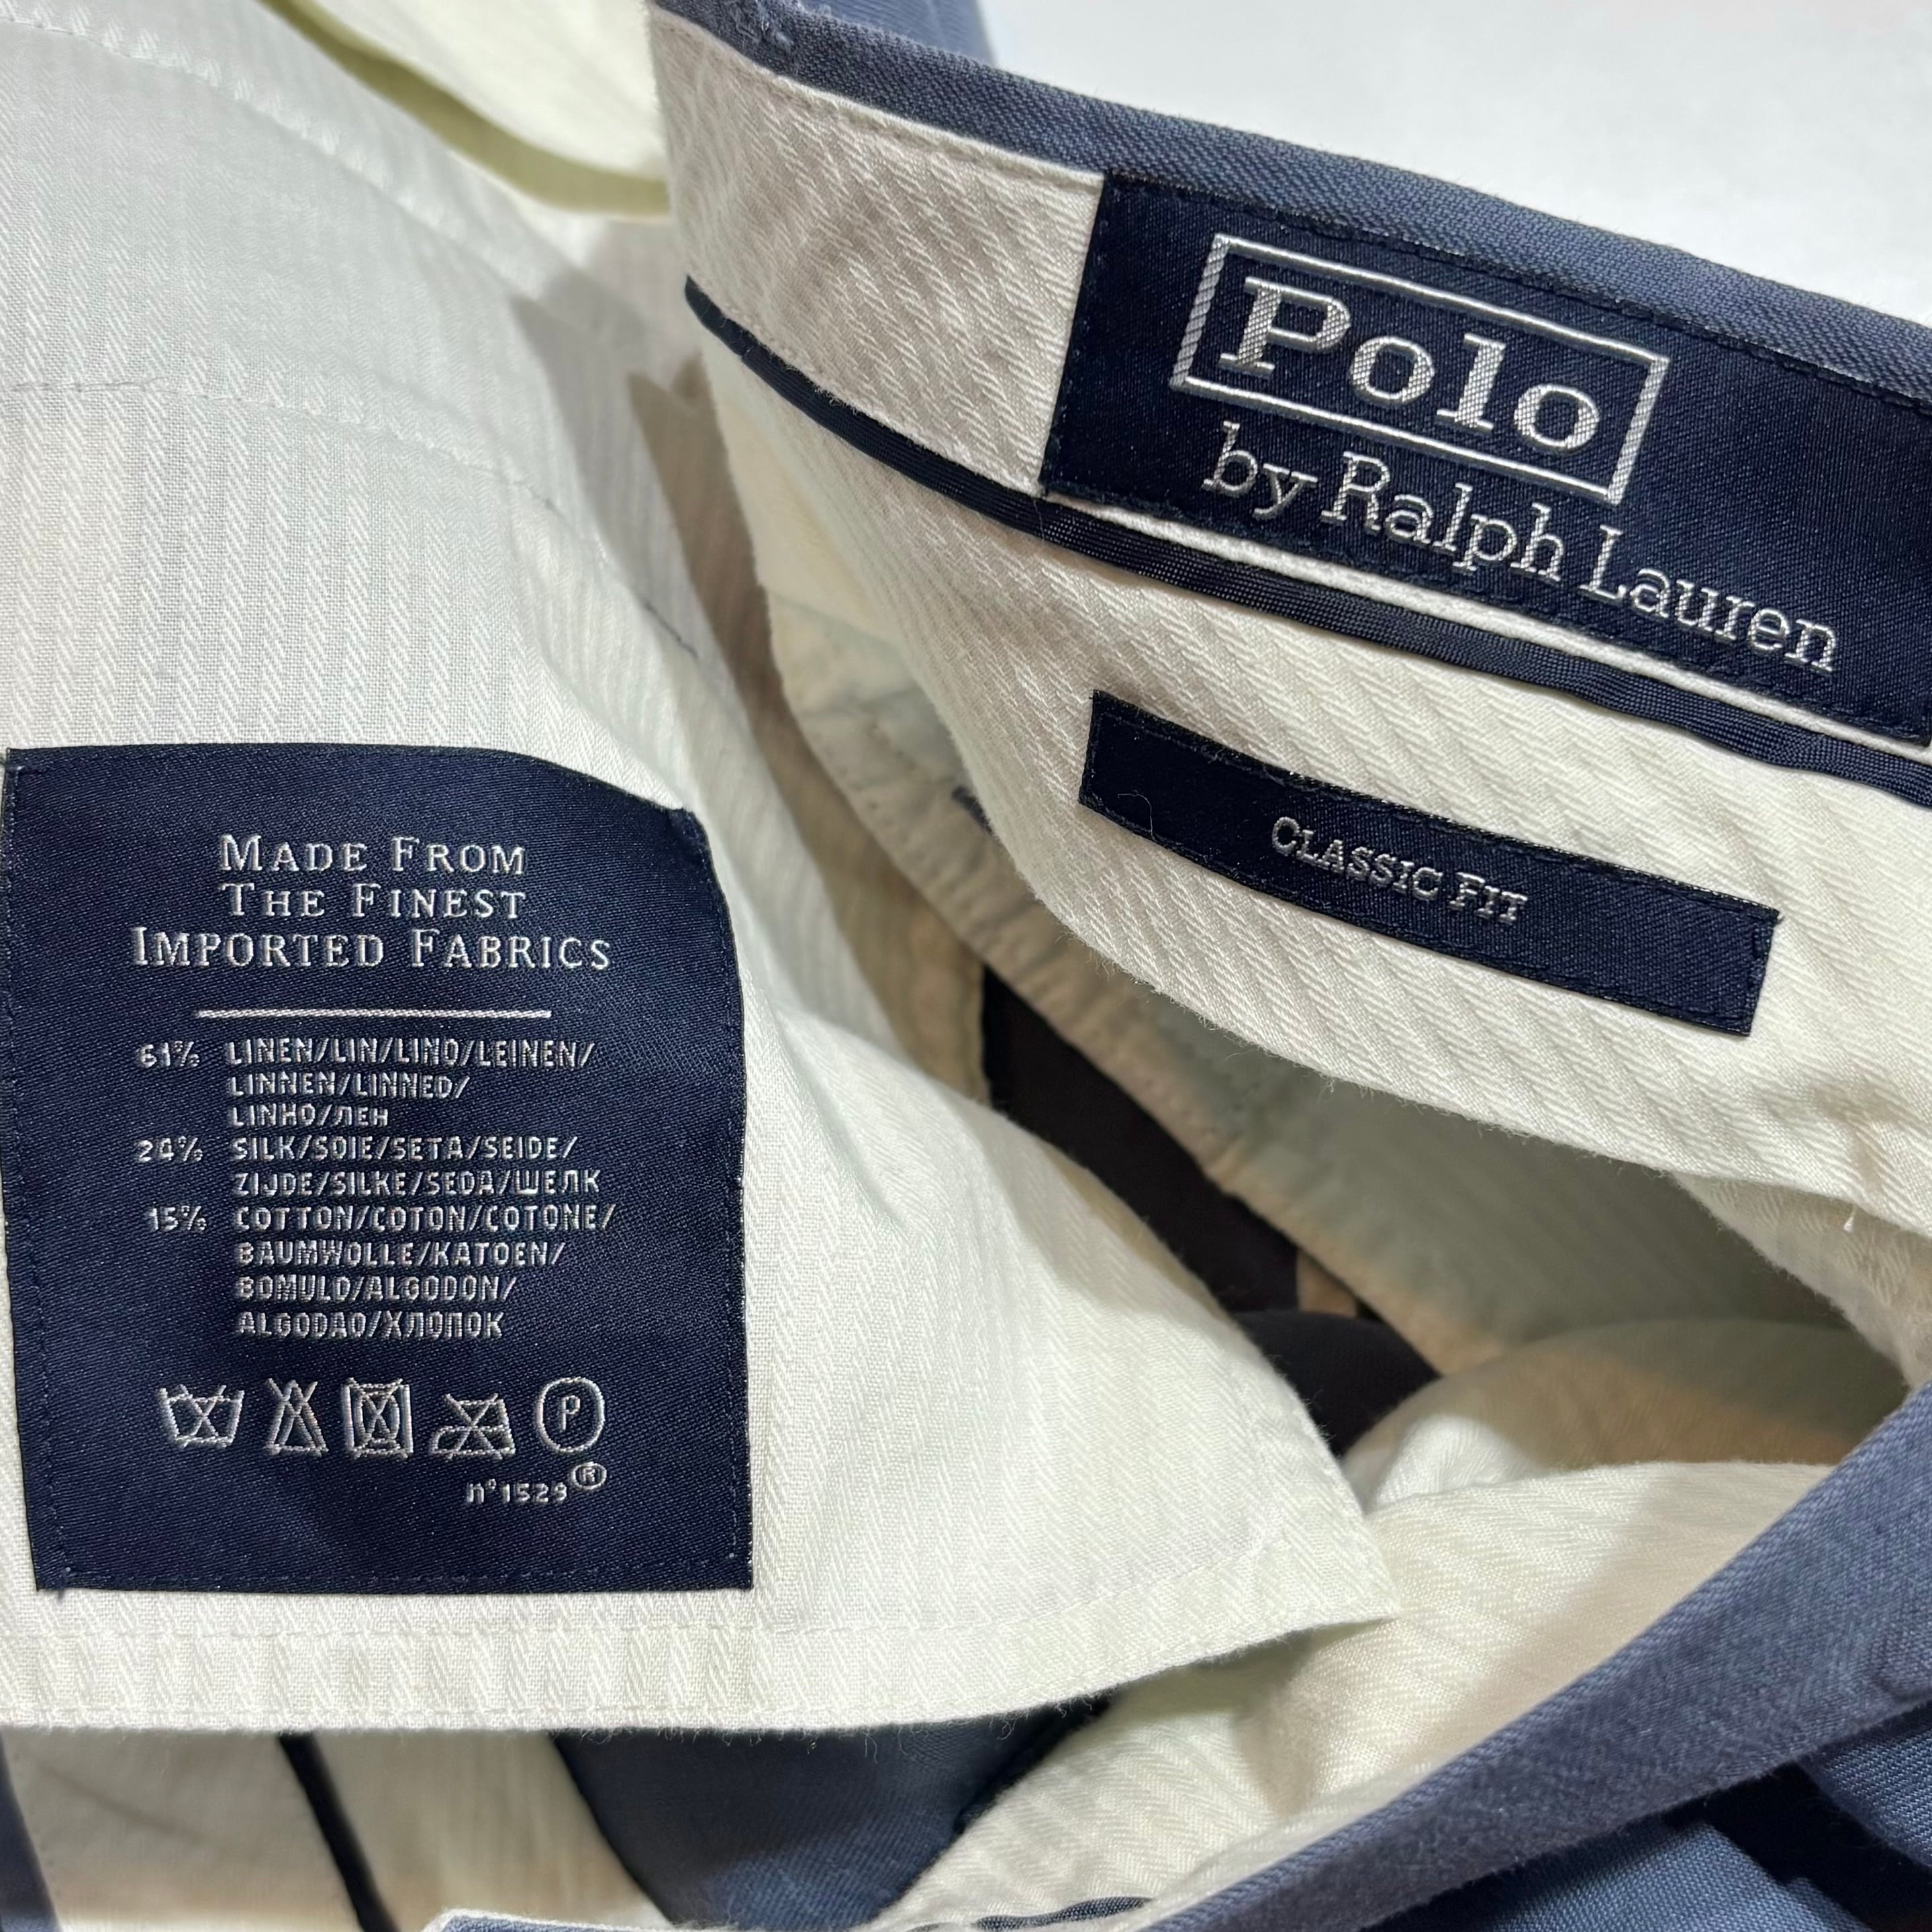 Polo
by Ralph Lauren
CLASSIC FIT
MADE FROM
THE FINEST
IMPORTED FABRICS
61% LINEN/LIN/LINO/LEINEN/
LINNEN/LINNED/
LINHO/ЛЕН
24% SILK/SOIE/SETA/SEIDE/
ZIJDE/SILKE/SEDA/ШЕЛК
15% COTTON/COTON/COTONE/
BAUMWOLLE/KATOEN/
BOMULD/ALGODON/
ALGODAO/ХЛОПОК
P
n°1529®